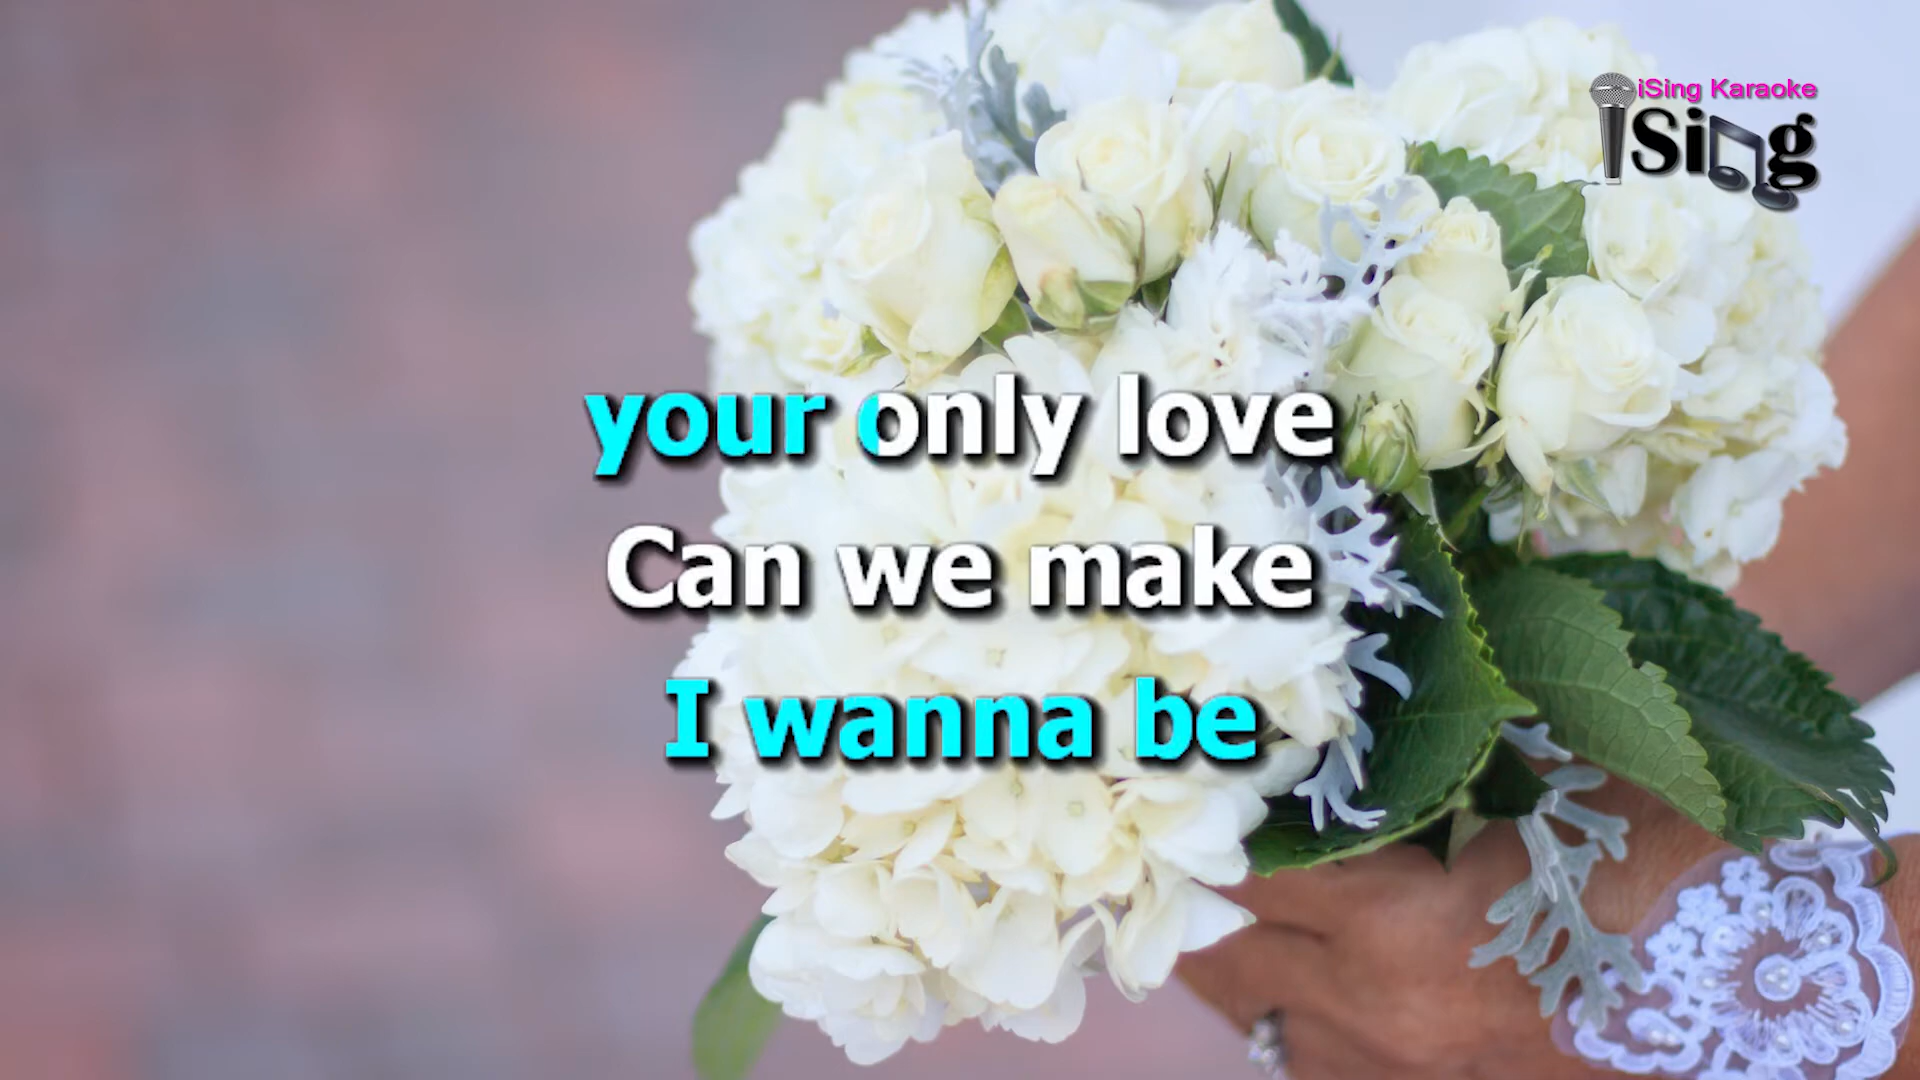 iSing Karaoke
iSing
your only love
Can we make
I wanna be